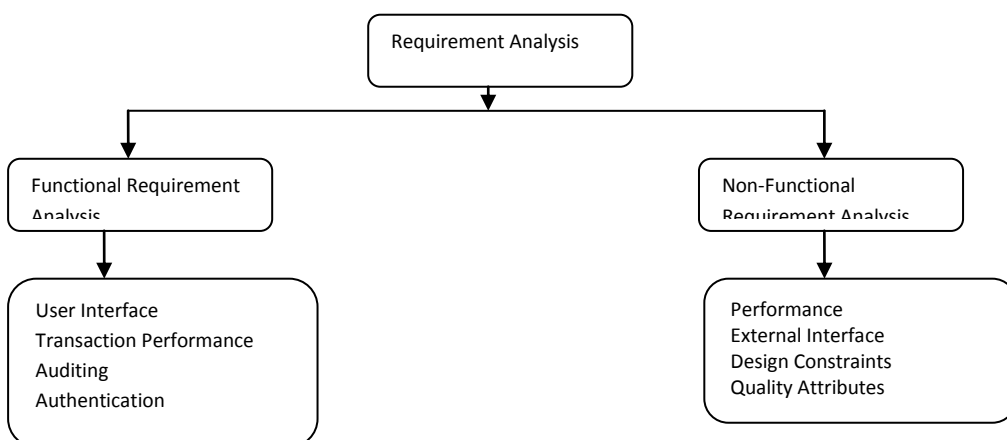 Requirement Analysis
Functional Requirement
Analysis
Non-Functional
Requirement Analysis
User Interface
Transaction Performance
Auditing
Authentication
Performance
External Interface
Design Constraints
Quality Attributes